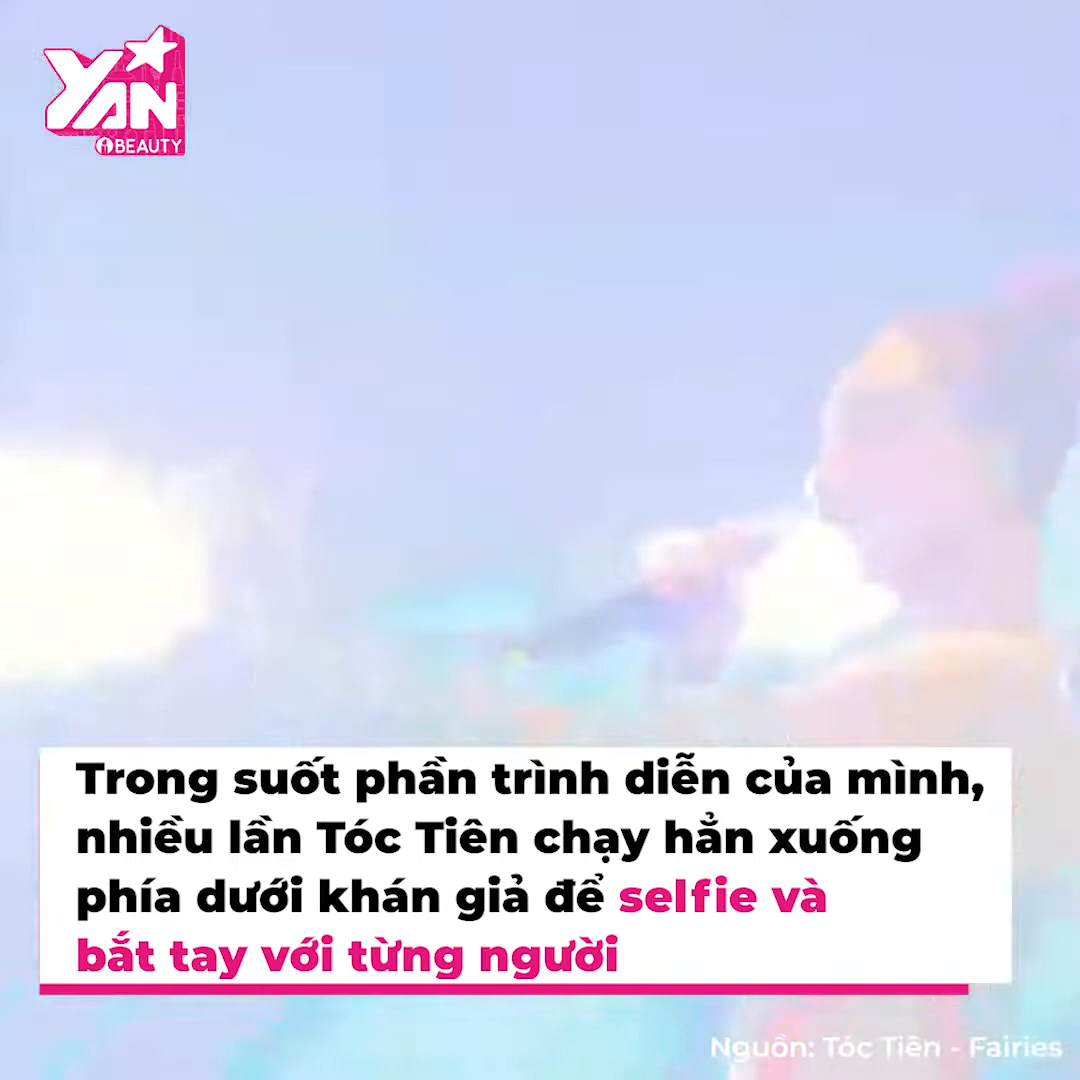 YAN
BEAUTY
Trong suốt phần trình diễn của mình,
nhiều lần Tóc Tiên chạy hẳn xuống
phía dưới khán giả để selfie và
bắt tay với từng người
Nguồn: Tóc Tiên - Fairies